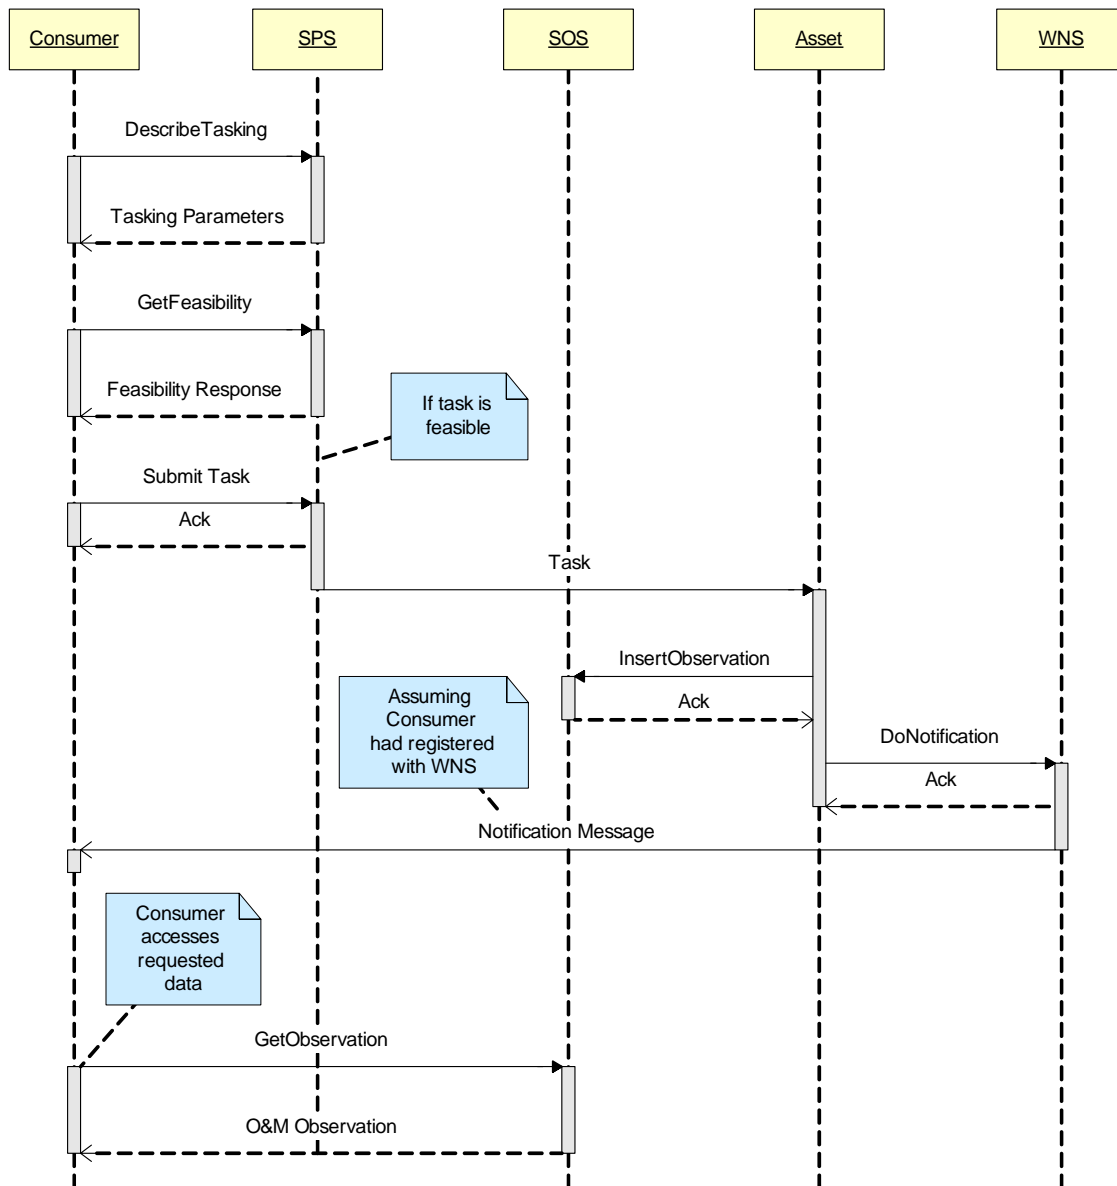 Consumer
SPS
SOS
Asset
WNS
DescribeTasking
Tasking Parameters
GetFeasibility
Feasibility Response
If task is
feasible
Submit Task
Ack
Task
InsertObservation
Assuming
Consumer
had registered
with WNS
Ack
DoNotification
Ack
Notification Message
Consumer
accesses
requested
data
GetObservation
O&M Observation